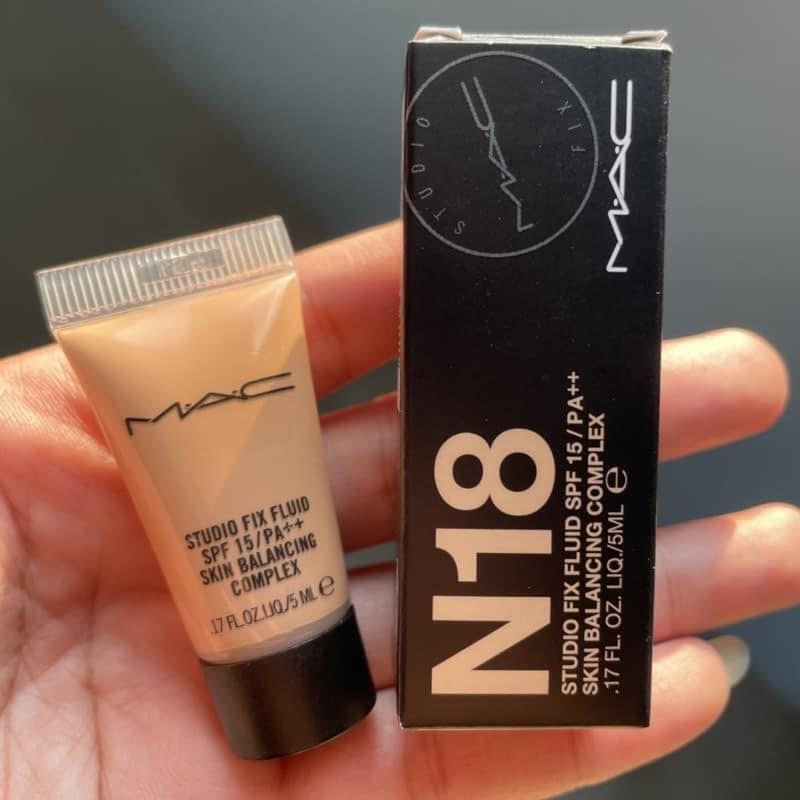 M·A·C
STUDIO FIX FLUID
SPF 15/PA++
SKIN BALANCING
COMPLEX
.17 FL.OZ.LIQ./5 ML e
STUDIO FIX
M·A·C
M·A·C
N18
STUDIO FIX FLUID SPF 15 / PA++
SKIN BALANCING COMPLEX
.17 FL. OZ. LIQ./5ML e